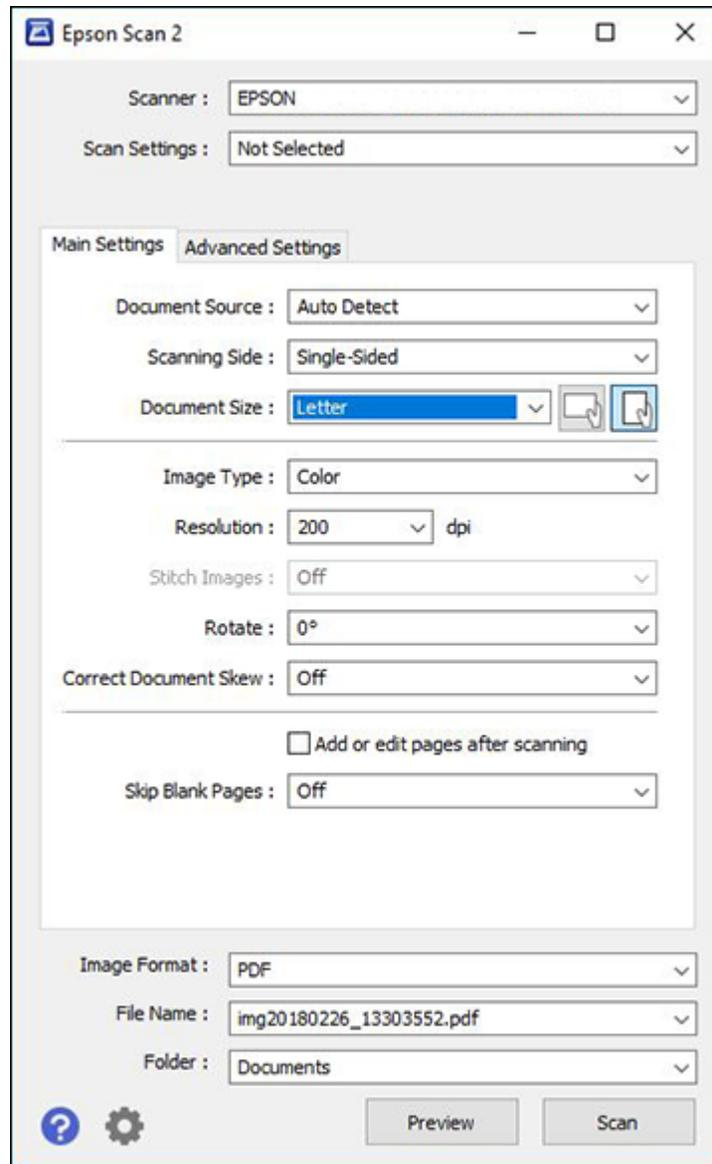 Epson Scan 2
Scanner : EPSON
Scan Settings : Not Selected
Main Settings Advanced Settings
Document Source : Auto Detect
Scanning Side : Single-Sided
Document Size : Letter
Image Type : Color
Resolution : 200 dpi
Stitch Images : Off
Rotate : 0°
Correct Document Skew : Off
Add or edit pages after scanning
Skip Blank Pages : Off
Image Format : PDF
File Name : img20180226_13303552.pdf
Folder : Documents
? Preview Scan